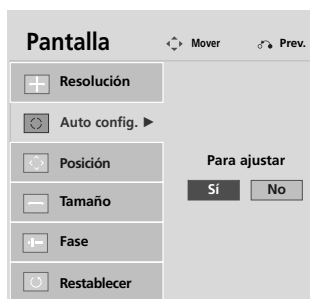 Pantalla
Mover
Prev.
Resolución
Auto config. ►
Posición
Tamaño
Fase
Restablecer
Para ajustar
Sí No